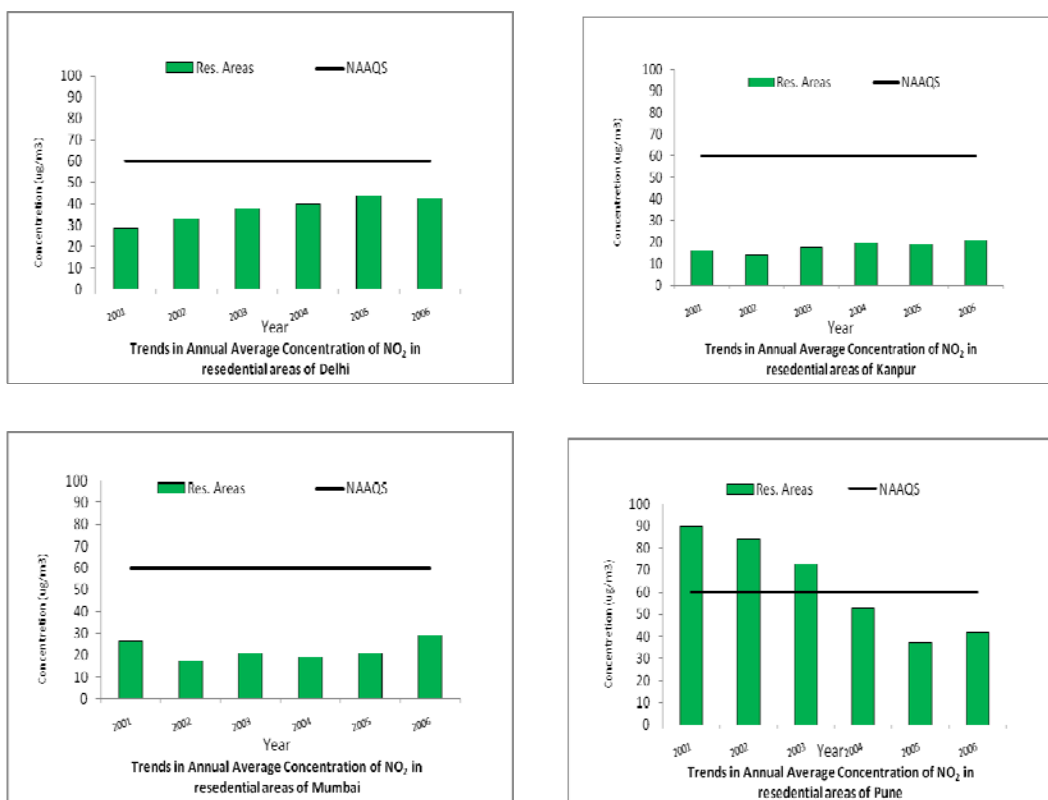 Res. Areas NAAQS
100
90
80
70
60
50
40
30
20
10
0
Concentretion (ug/m3)
2001 2002 2003 2004 2005 2006
Year
Trends in Annual Average Concentration of NO₂ in
resedential areas of Delhi
Res. Areas NAAQS
100
90
80
70
60
50
40
30
20
10
0
Concentretion (ug/m3)
2001 2002 2003 2004 2005 2006
Year
Trends in Annual Average Concentration of NO₂ in
resedential areas of Kanpur
Res. Areas NAAQS
100
90
80
70
60
50
40
30
20
10
0
Concentretion (ug/m3)
2001 2002 2003 2004 2005 2006
Year
Trends in Annual Average Concentration of NO₂ in
resedential areas of Mumbai
Res. Areas NAAQS
100
90
80
70
60
50
40
30
20
10
0
Concentretion (ug/m3)
2001 2002 2003 2004 2005 2006
Year
Trends in Annual Average Concentration of NO₂ in
resedential areas of Pune